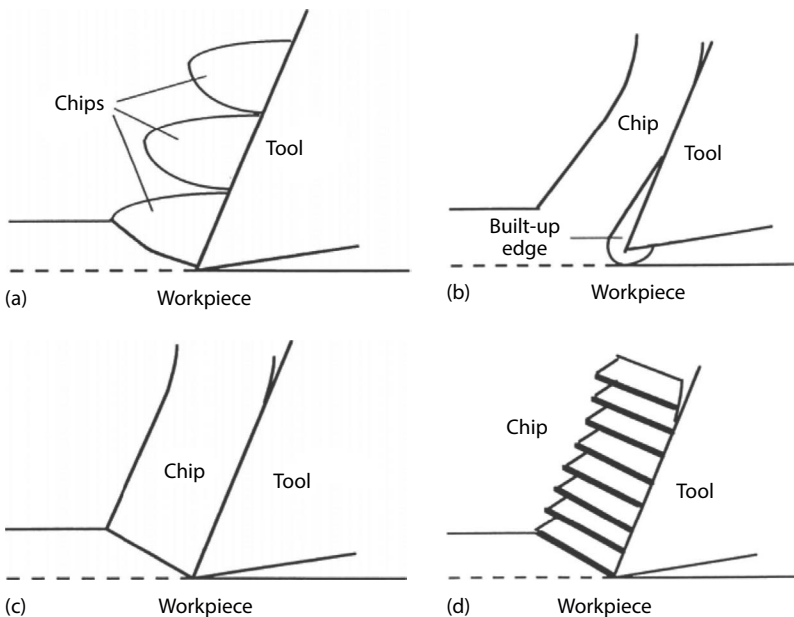 Chips
Tool
(a)
Workpiece
Chip
Tool
Built-up
edge
(b)
Workpiece
Chip
Tool
(c)
Workpiece
Chip
Tool
(d)
Workpiece